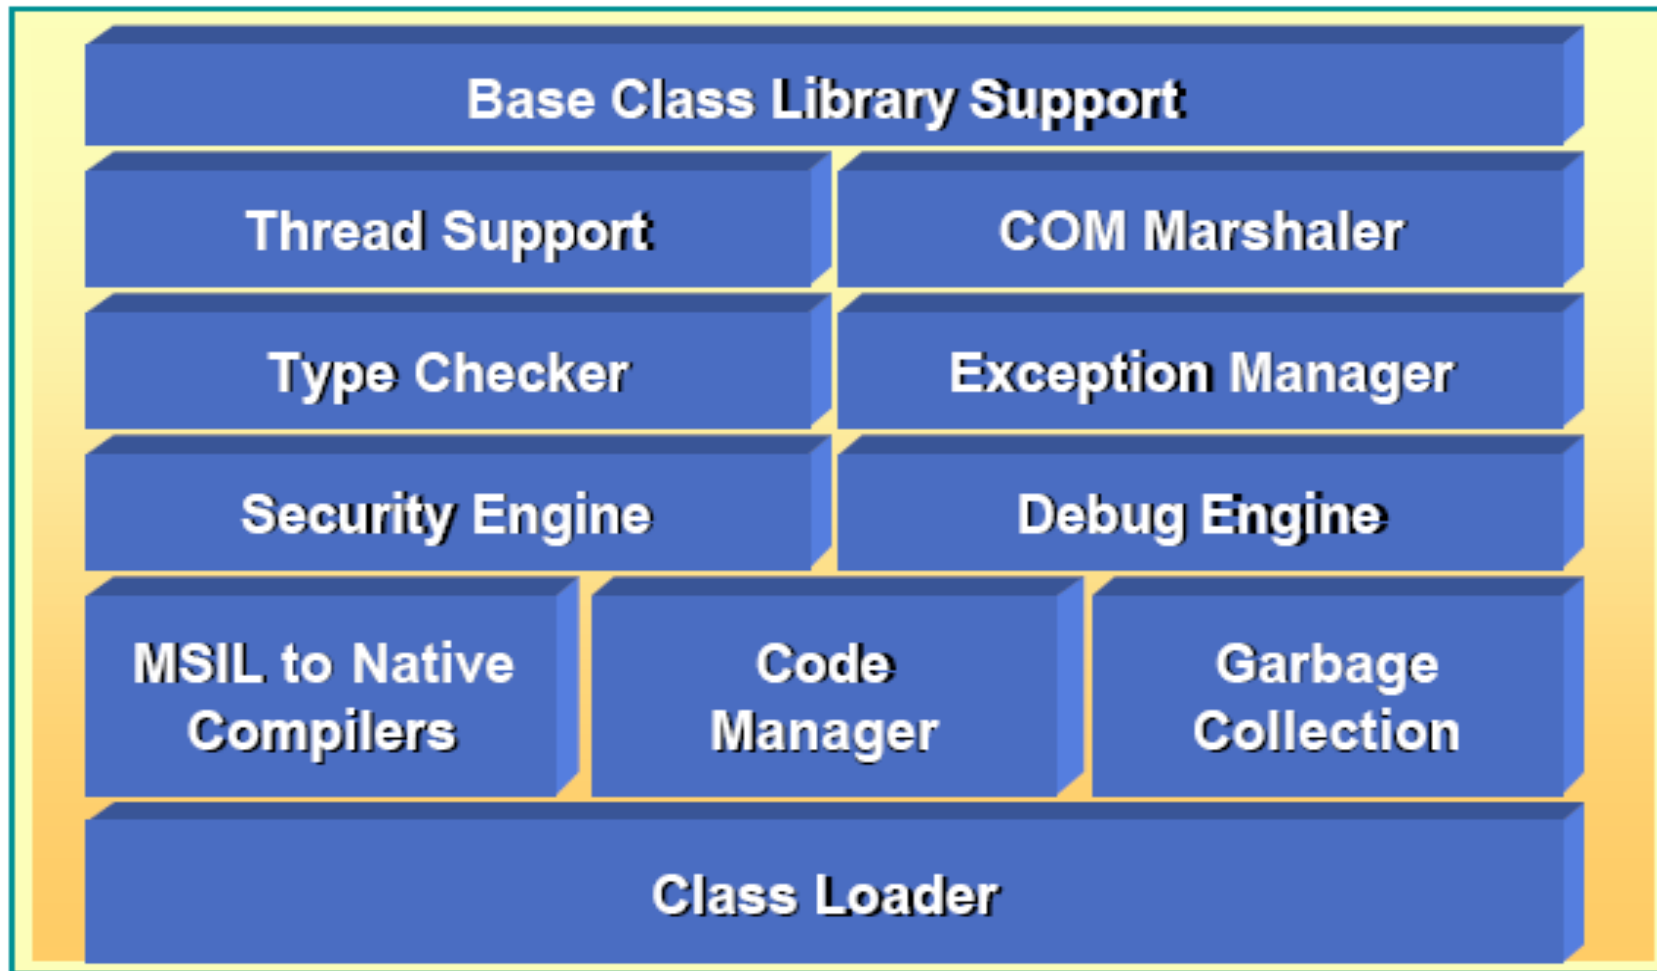 Base Class Library Support
Thread Support
COM Marshaler
Type Checker
Exception Manager
Security Engine
Debug Engine
MSIL to Native
Compilers
Code
Manager
Garbage
Collection
Class Loader